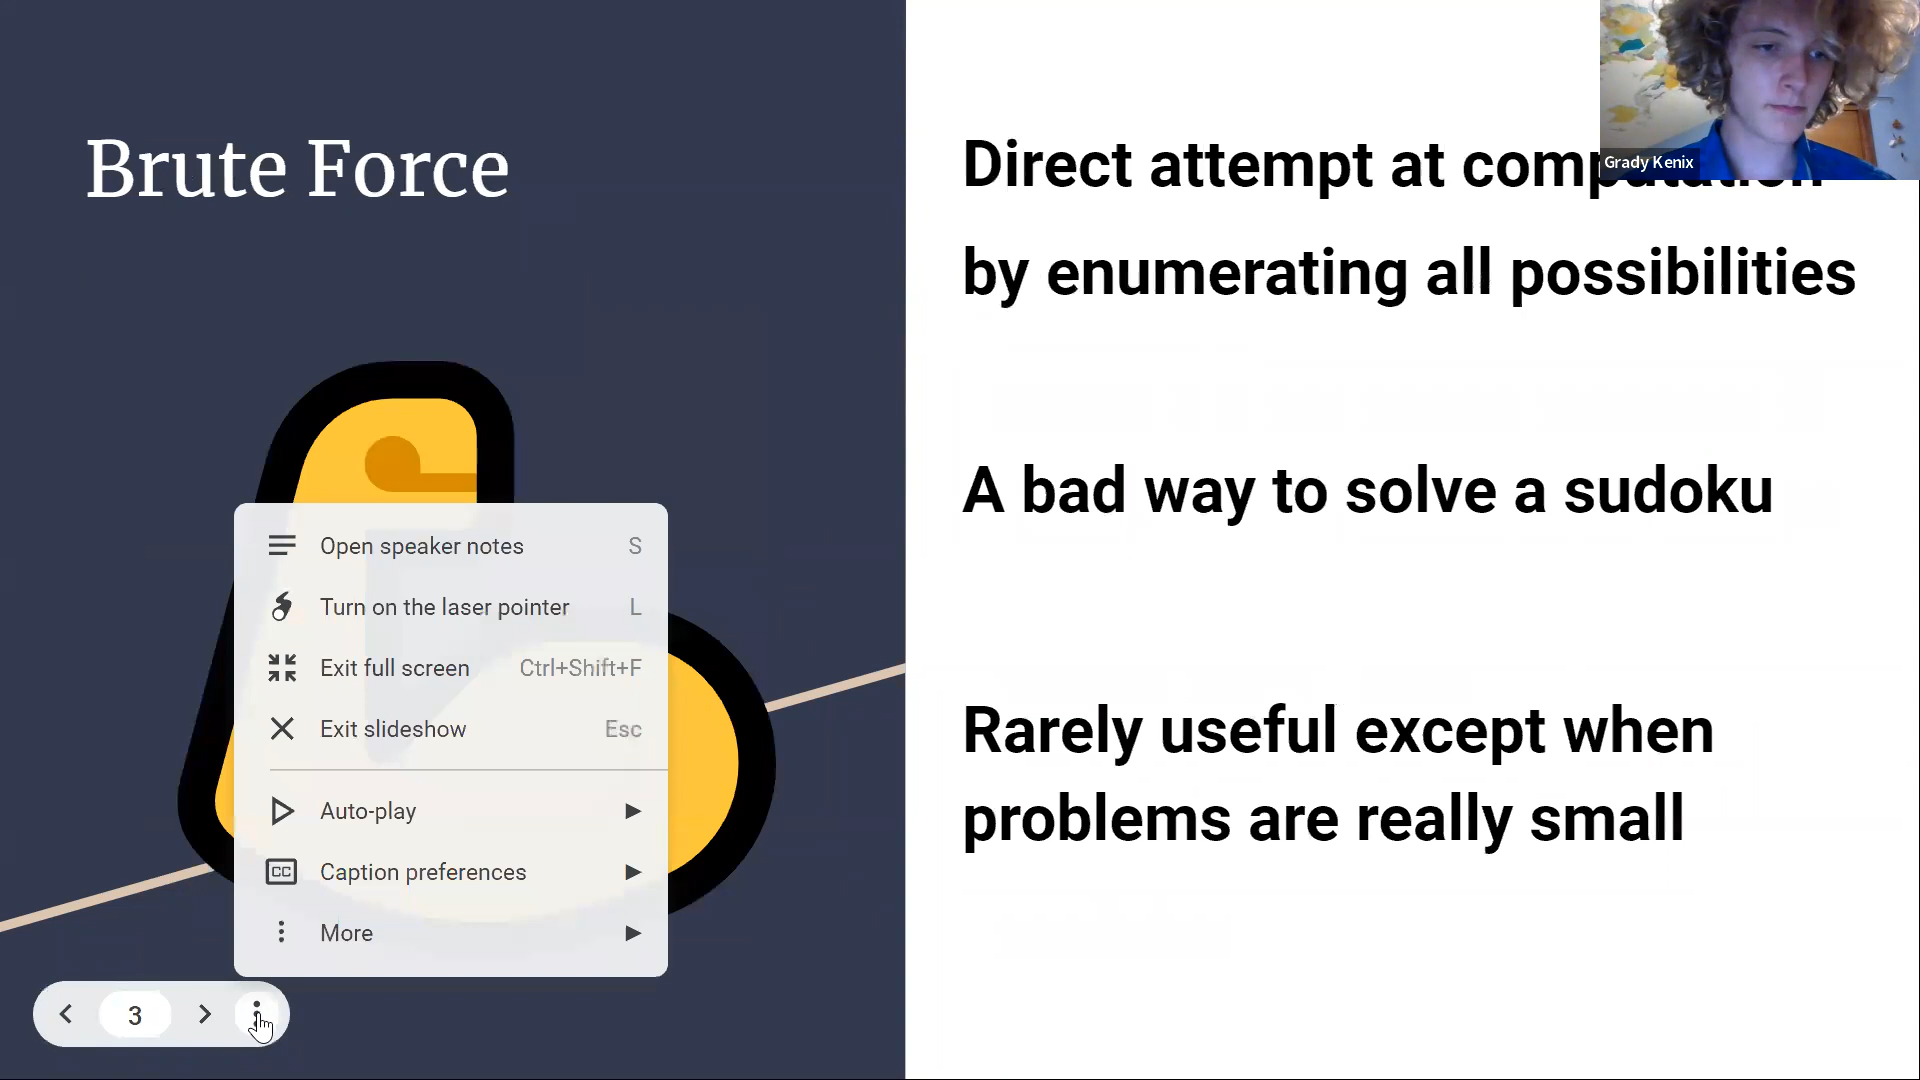 Brute Force
Direct attempt at computation
by enumerating all possibilities
A bad way to solve a sudoku
Rarely useful except when
problems are really small
Grady Kenix
Open speaker notes S
Turn on the laser pointer L
Exit full screen Ctrl+Shift+F
Exit slideshow Esc
Auto-play
CC Caption preferences
More
3